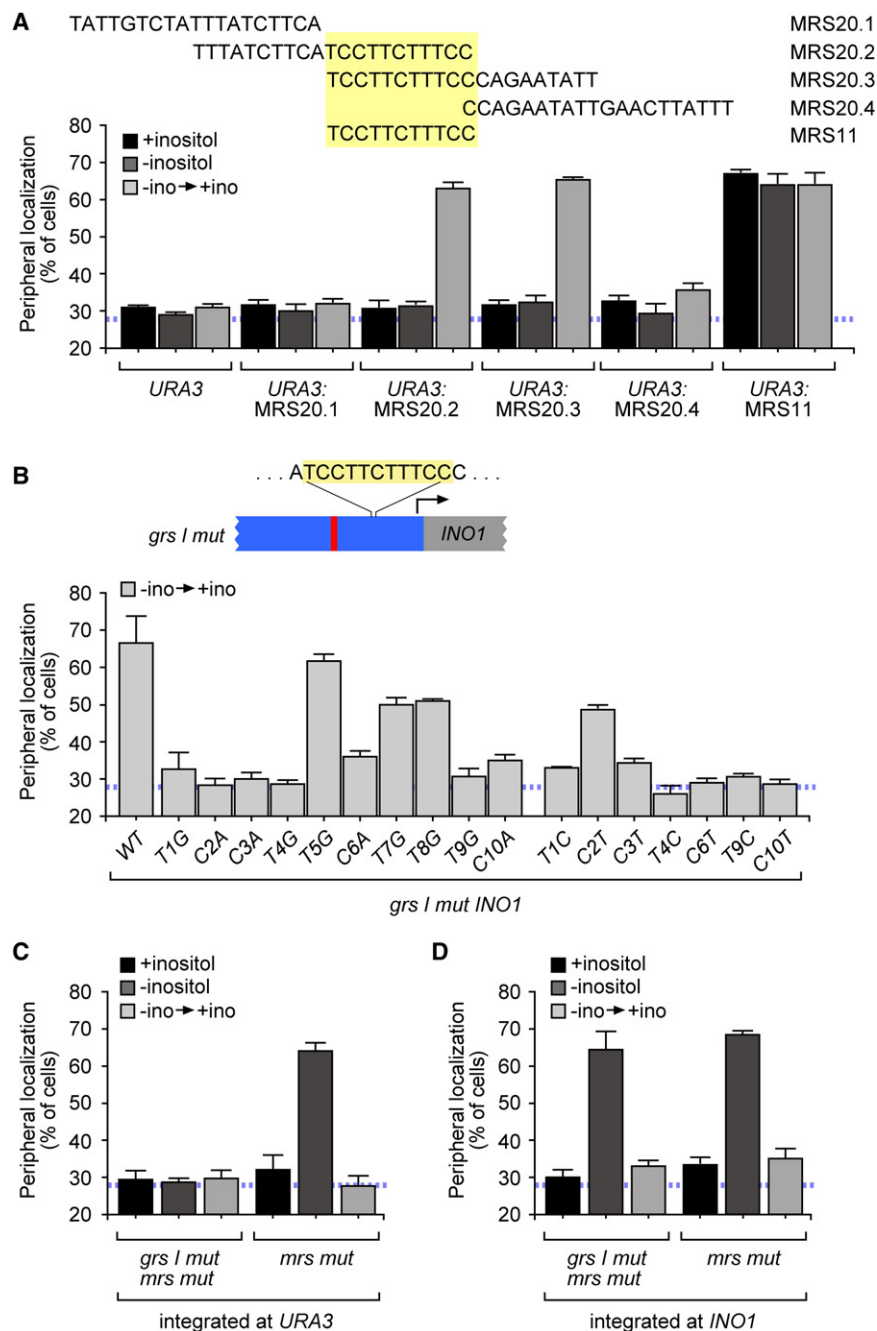 A
TATTGTCTATTTATCTTCA MRS20.1
TTTATCTTCATCCTTCTTTCC MRS20.2
TCCTTCTTTCCCAGAATATT MRS20.3
CCAGAATATTGAACTTATTT MRS20.4
TCCTTCTTTCC MRS11
+inositol
-inositol
-ino→+ino
Peripheral localization
(% of cells)
80
70
60
50
40
30
20
URA3
URA3:
MRS20.1
URA3:
MRS20.2
URA3:
MRS20.3
URA3:
MRS20.4
URA3:
MRS11
B
. . . ATCCTTCTTTCCC . . .
grs I mut
INO1
-ino→+ino
Peripheral localization
(% of cells)
80
70
60
50
40
30
20
WT T1G C2A C3A T4G T5G C6A T7G T8G T9G C10A T1C C2T C3T T4C C6T T9C C10T
grs I mut INO1
C
+inositol
-inositol
-ino→+ino
Peripheral localization
(% of cells)
80
70
60
50
40
30
20
grs I mut
mrs mut
mrs mut
integrated at URA3
D
+inositol
-inositol
-ino→+ino
Peripheral localization
(% of cells)
80
70
60
50
40
30
20
grs I mut
mrs mut
mrs mut
integrated at INO1